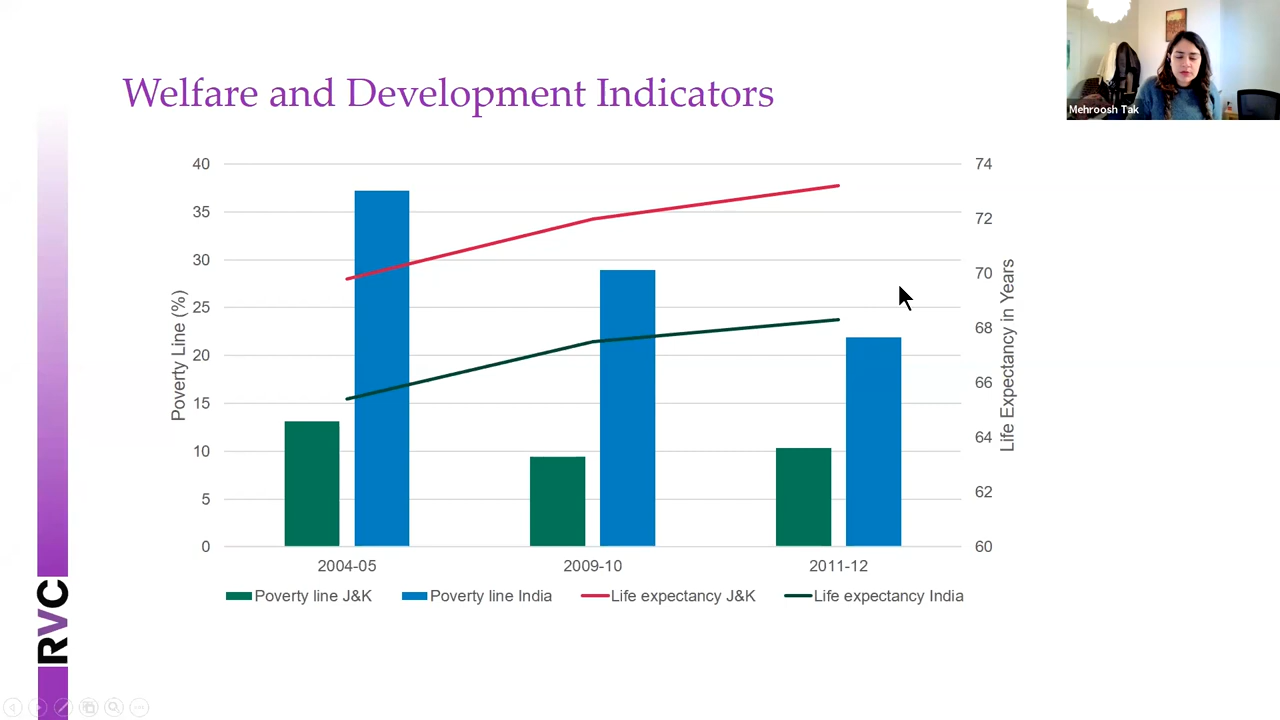 Welfare and Development Indicators
Mehroosh Tak
40
35
30
25
20
15
10
5
0
Poverty Line (%)
74
72
70
68
66
64
62
60
Life Expectancy in Years
2004-05 2009-10 2011-12
Poverty line J&K Poverty line India Life expectancy J&K Life expectancy India
RVC